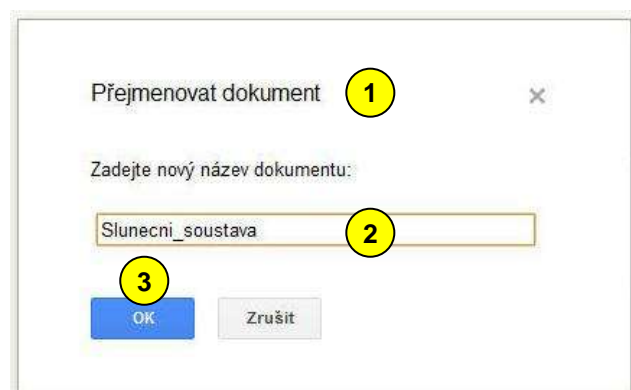 Přejmenovat dokument 1 ×
Zadejte nový název dokumentu:
Slunecni_soustava 2
3
OK Zrušit